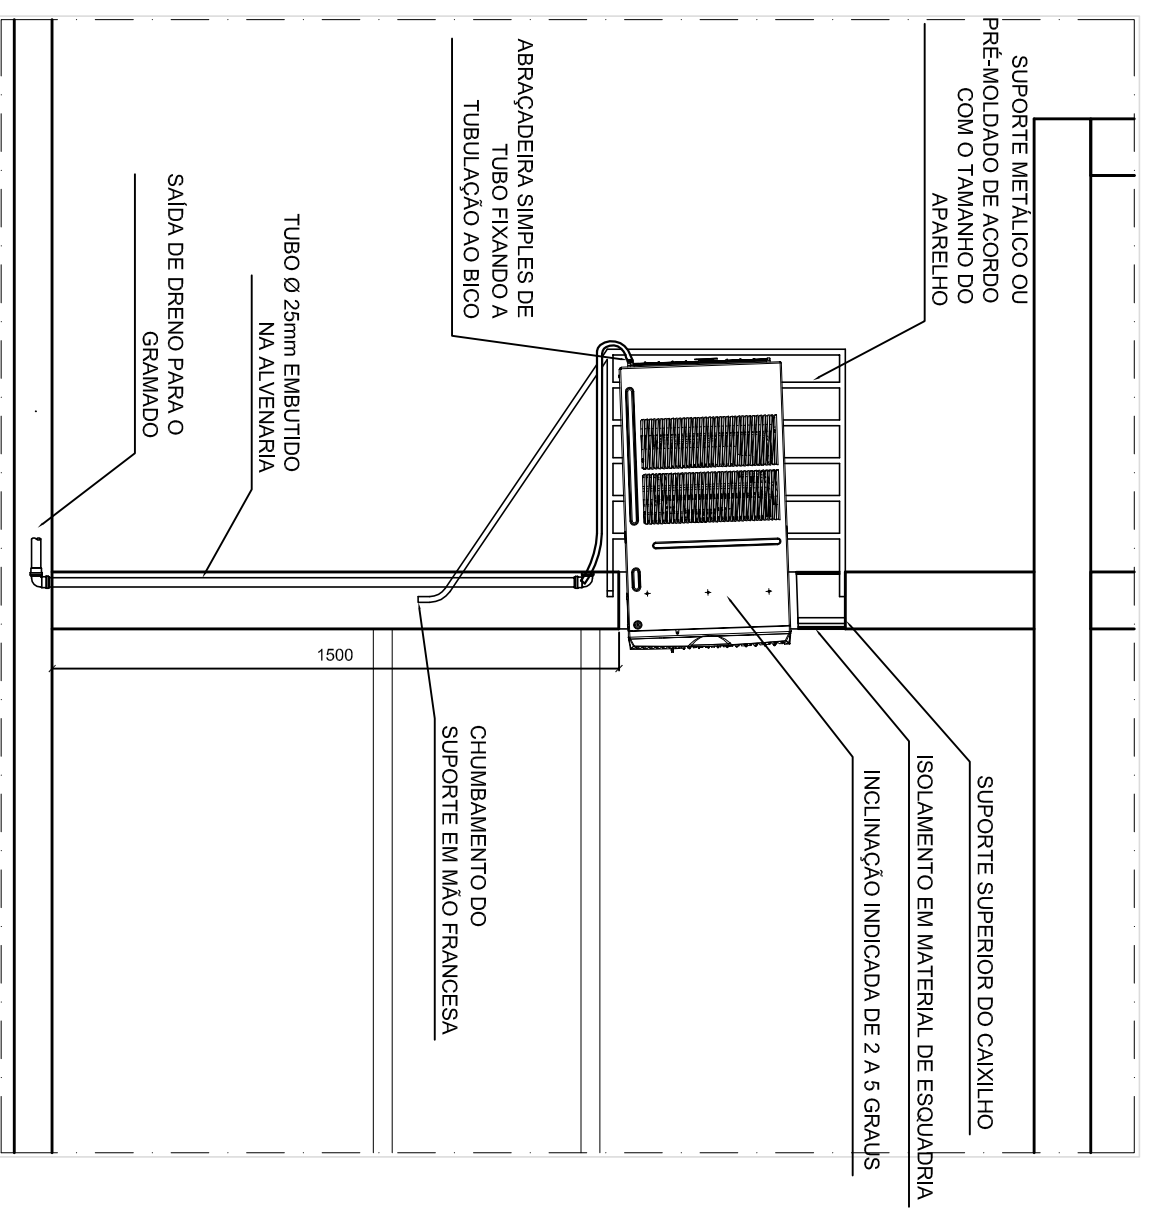 SUPORTE METÁLICO OU
PRÉ-MOLDADO DE ACORDO
COM O TAMANHO DO
APARELHO
ABRAÇADEIRA SIMPLES DE
TUBO FIXANDO A
TUBULAÇÃO AO BICO
TUBO Ø 25mm EMBUTIDO
NA ALVENARIA
SAÍDA DE DRENO PARA O
GRAMADO
1500
SUPORTE SUPERIOR DO CAIXILHO
ISOLAMENTO EM MATERIAL DE ESQUADRIA
INCLINAÇÃO INDICADA DE 2 A 5 GRAUS
CHUMBAMENTO DO
SUPORTE EM MÃO FRANCESA